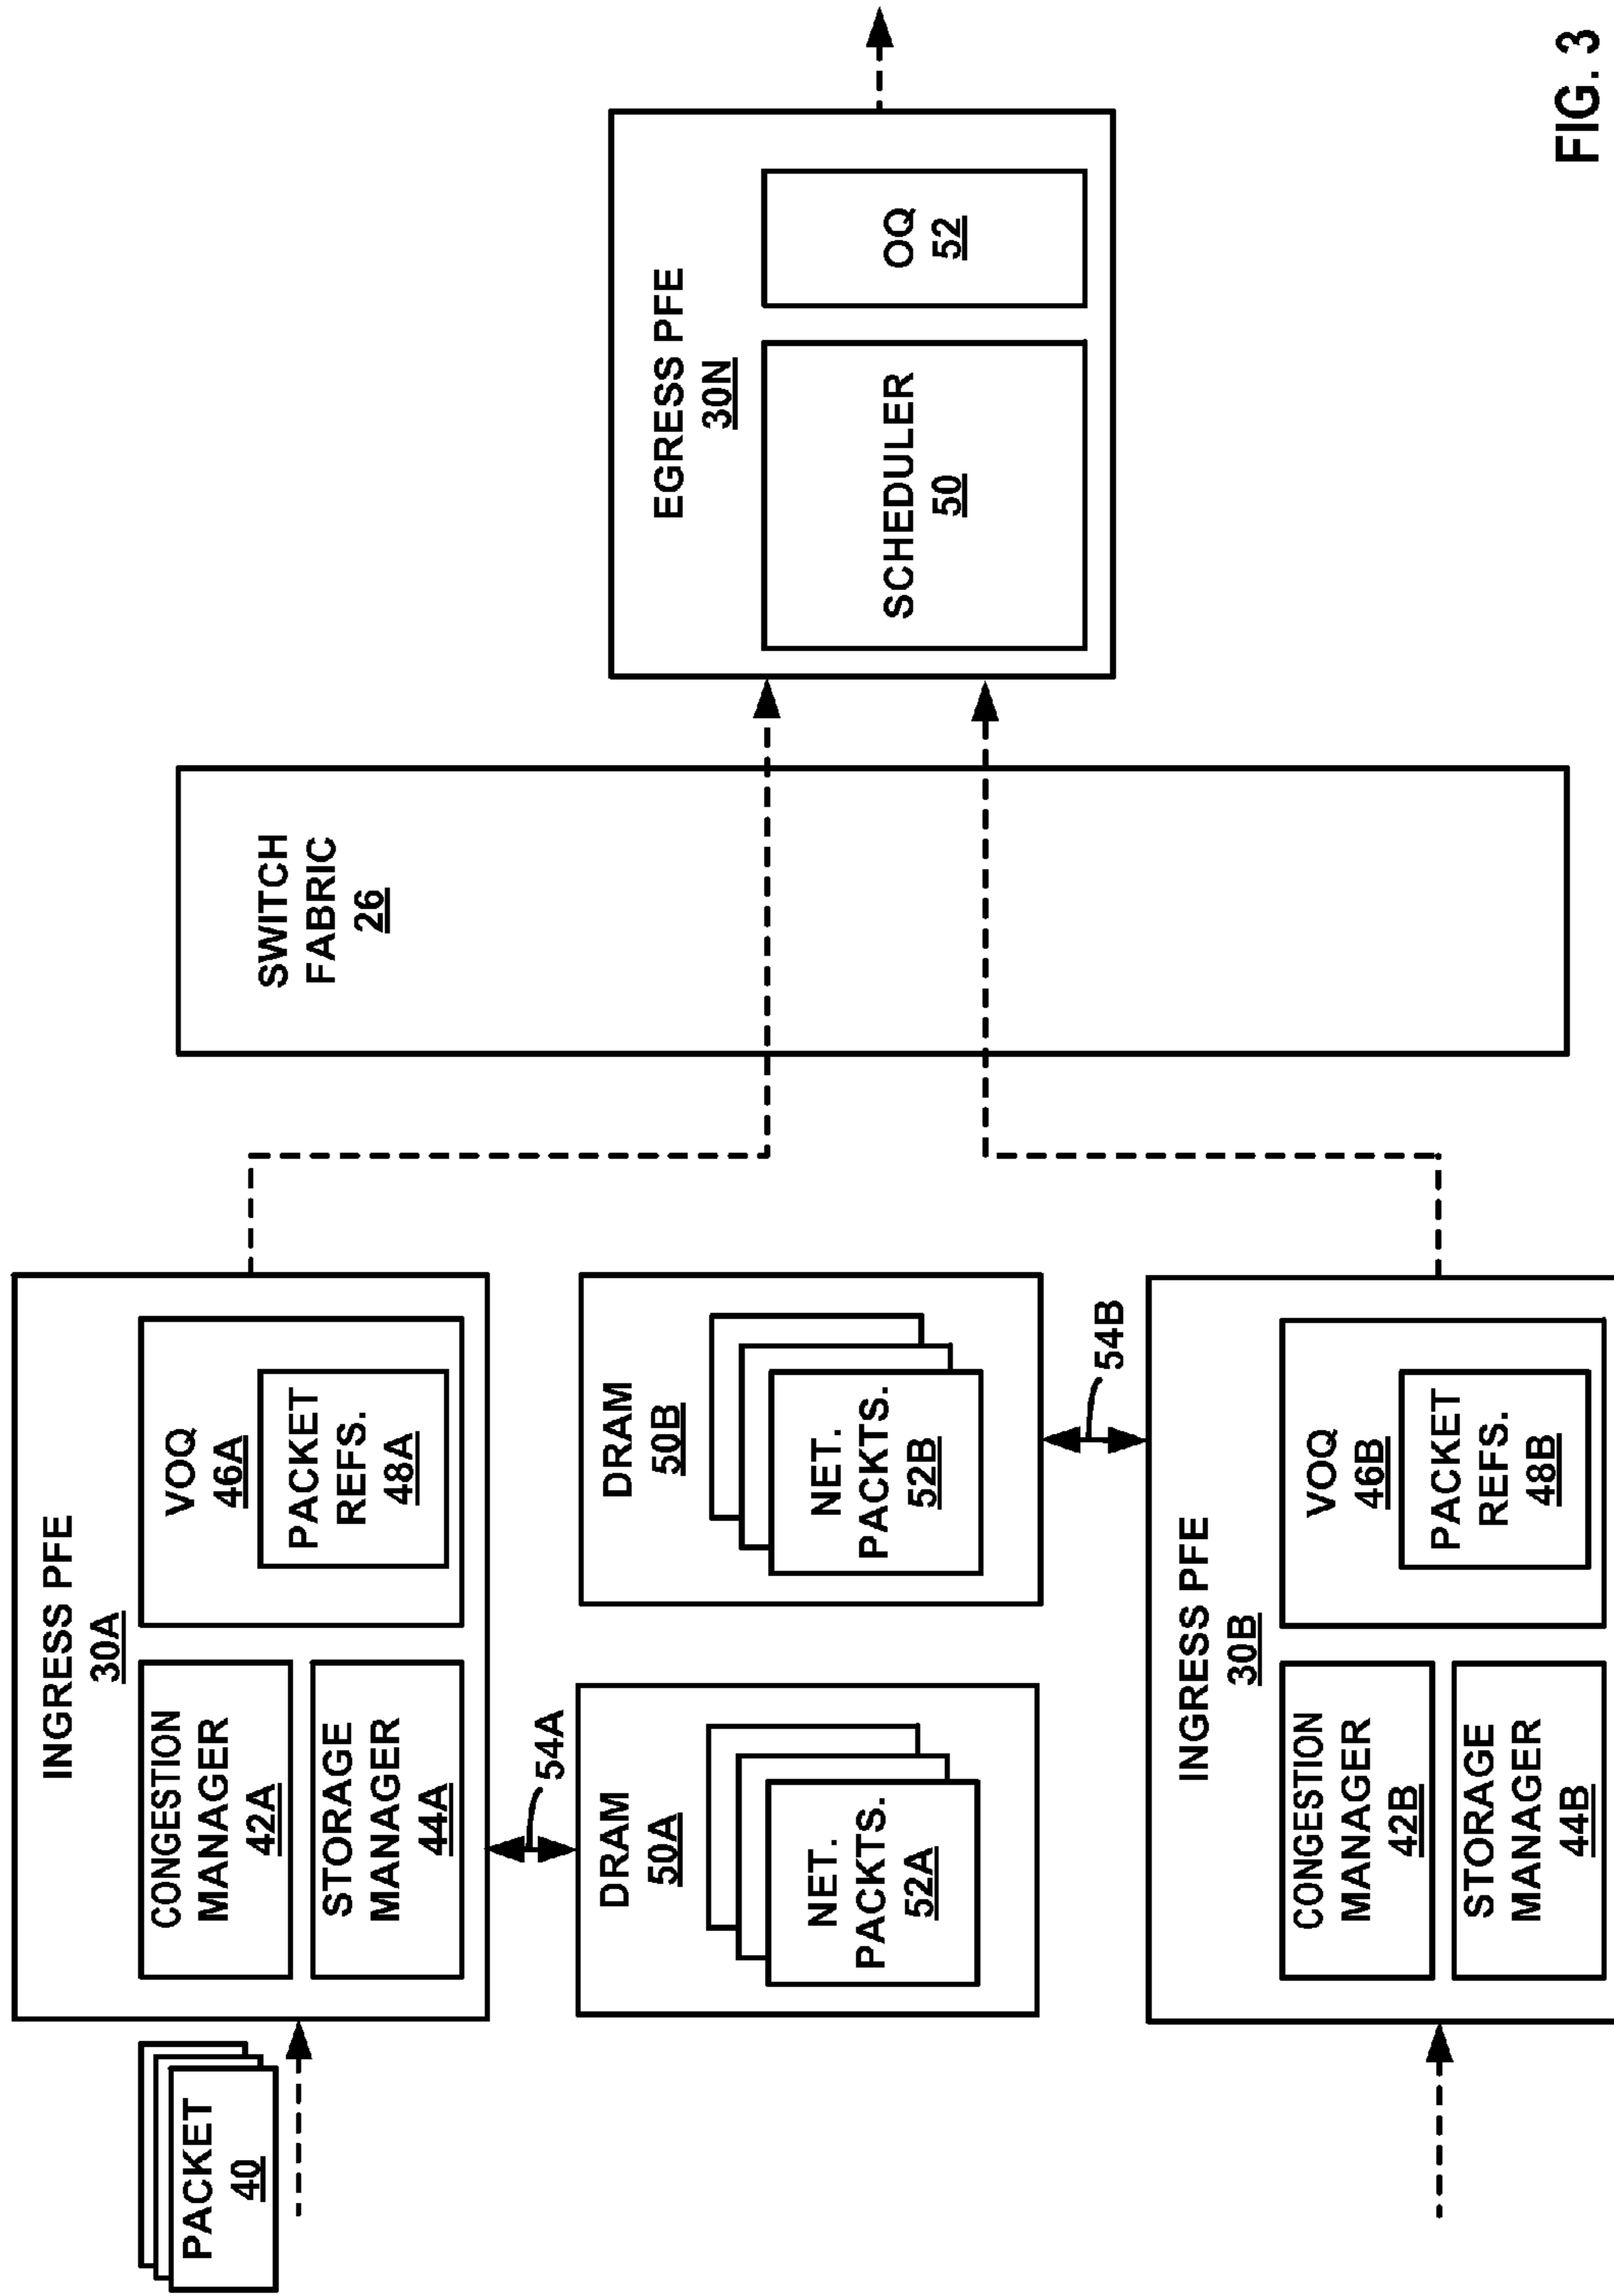 PACKET
40
INGRESS PFE
30A
CONGESTION
MANAGER
42A
STORAGE
MANAGER
44A
VOQ
46A
PACKET
REFS.
48A
54A
DRAM
50A
NET.
PACKTS.
52A
DRAM
50B
NET.
PACKTS.
52B
54B
INGRESS PFE
30B
CONGESTION
MANAGER
42B
STORAGE
MANAGER
44B
VOQ
46B
PACKET
REFS.
48B
SWITCH
FABRIC
26
EGRESS PFE
30N
SCHEDULER
50
OQ
52
FIG. 3